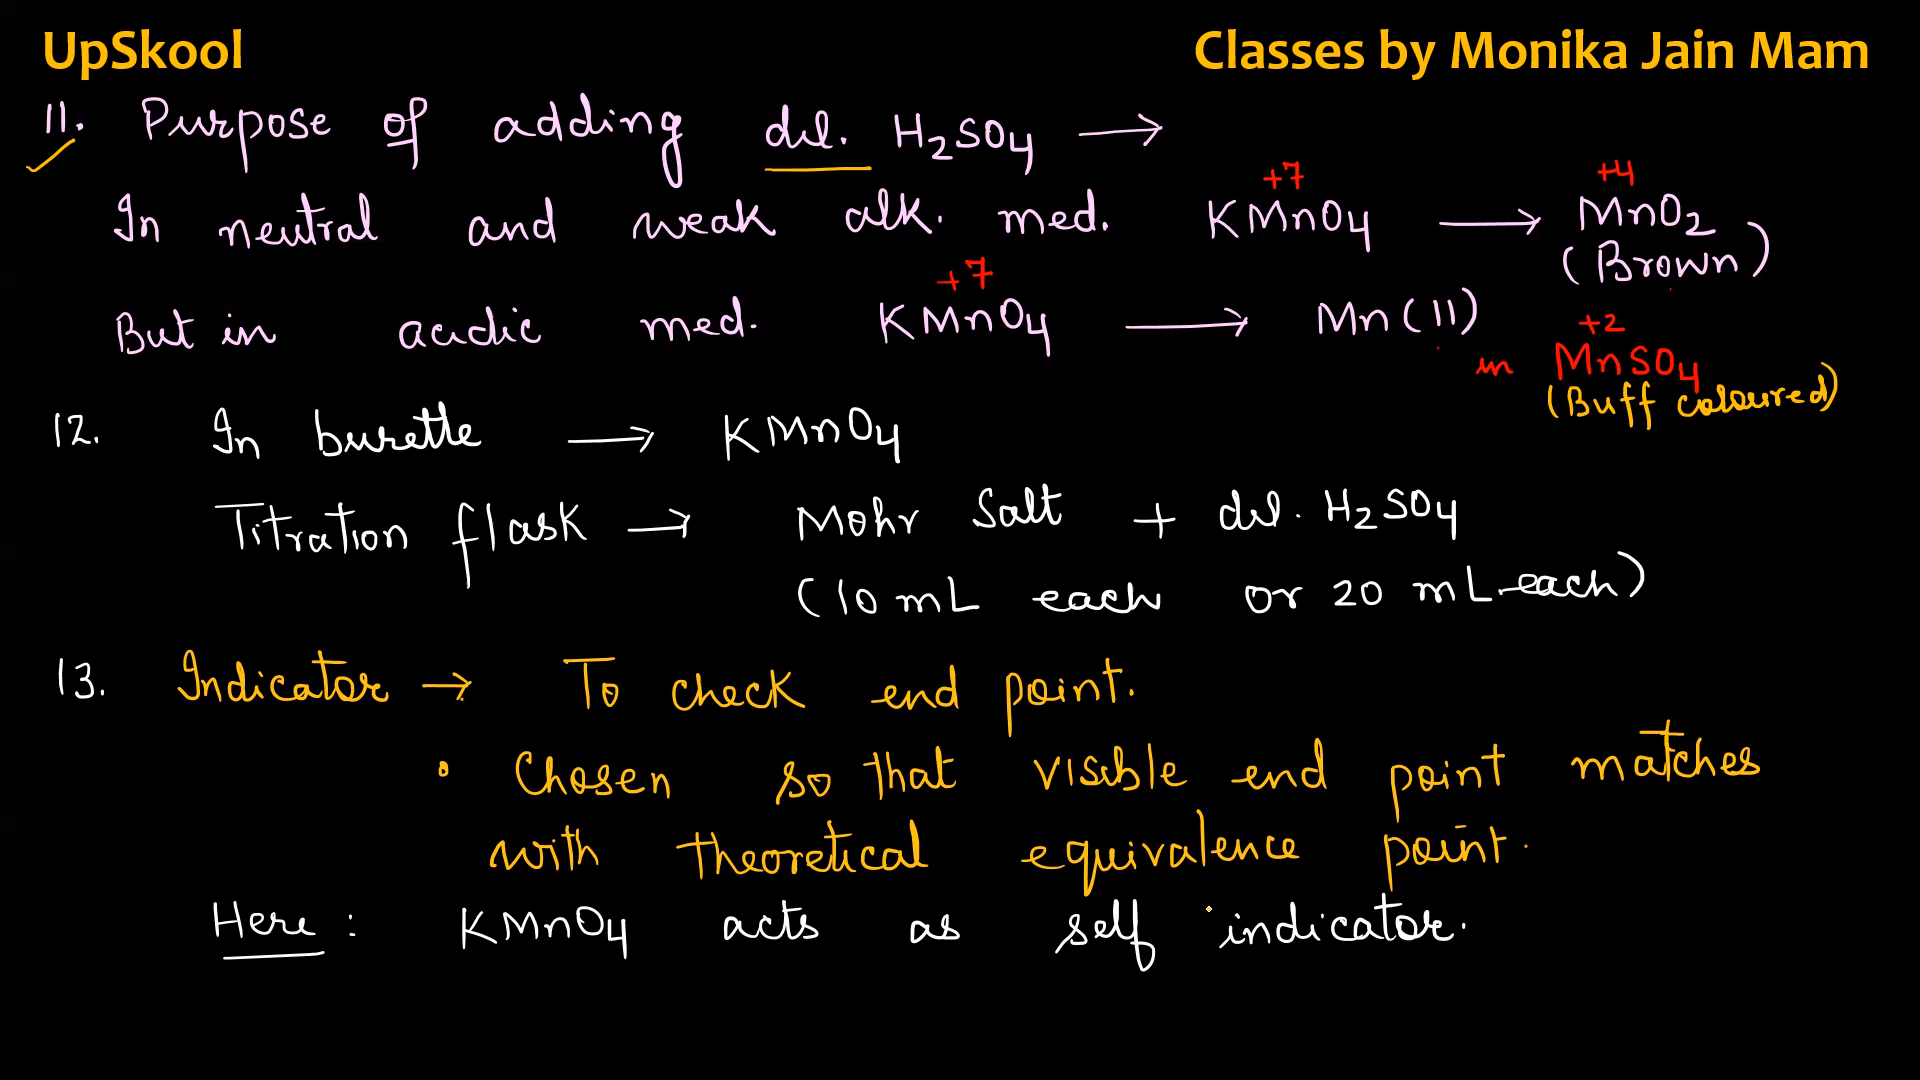 UpSkool
Classes by Monika Jain Mam
11. Purpose of adding dil. H₂SO₄ ⟶
+7 +4
In neutral and weak alk. med. KMnO₄ ⟶ MnO₂
(Brown)
+7
But in acidic med. KMnO₄ ⟶ Mn(II)
+2
in MnSO₄
(Buff coloured)
12. In burette ⟶ KMnO₄
Titration flask → Mohr Salt + dil. H₂SO₄
(10 mL each or 20 mL each)
13. Indicator → To check end point.
• Chosen so that visible end point matches
with theoretical equivalence point.
Here : KMnO₄ acts as self indicator.